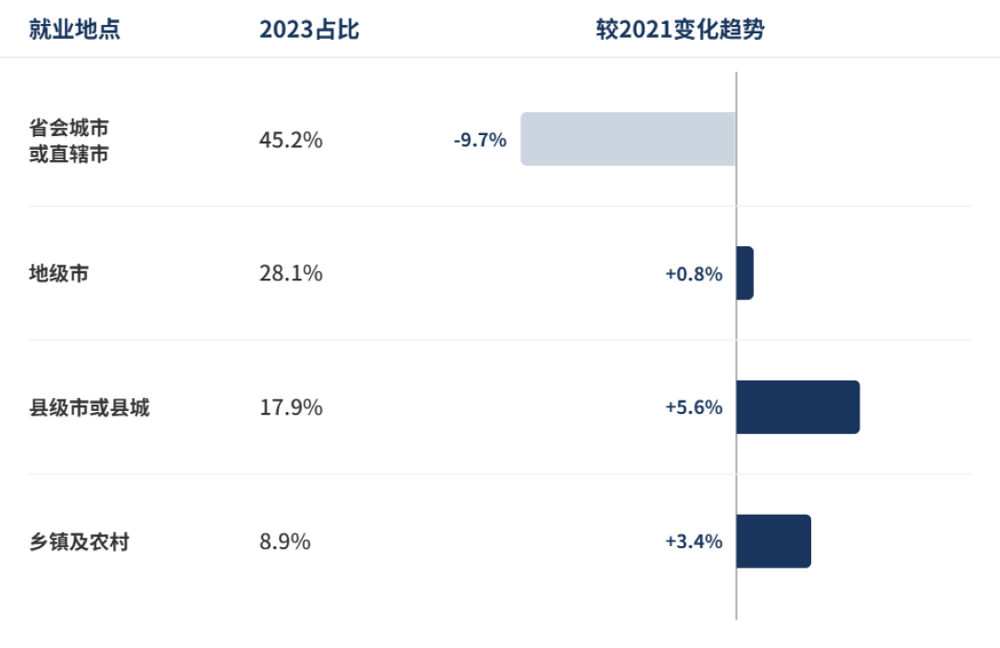 就业地点 2023占比 较2021变化趋势
省会城市
或直辖市 45.2% -9.7%
地级市 28.1% +0.8%
县级市或县城 17.9% +5.6%
乡镇及农村 8.9% +3.4%